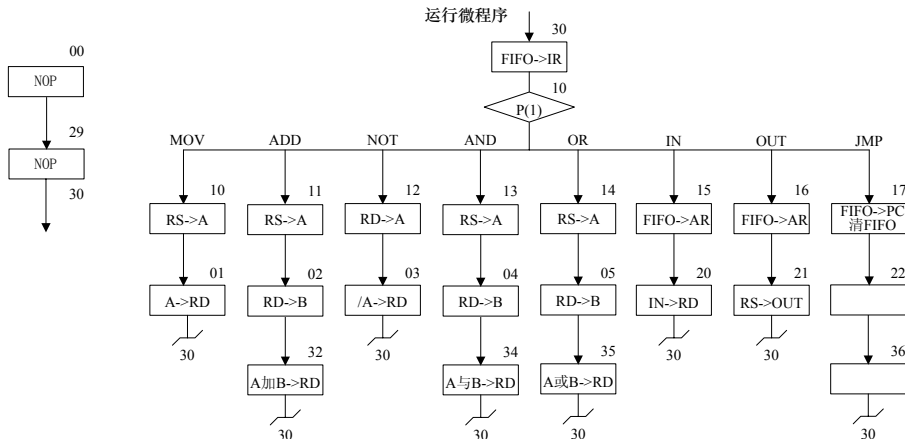 运行微程序
00
NOP
29
NOP
30
30
FIFO->IR
10
P(1)
MOV ADD NOT AND OR IN OUT JMP
10 11 12 13 14 15 16 17
RS->A RS->A RD->A RS->A RS->A FIFO->AR FIFO->AR FIFO->PC
清FIFO
01 02 03 04 05 20 21 22
A->RD RD->B /A->RD RD->B RD->B IN->RD RS->OUT
30 30 30 30
32 34 35 36
A加B->RD A与B->RD A或B->RD
30 30 30 30